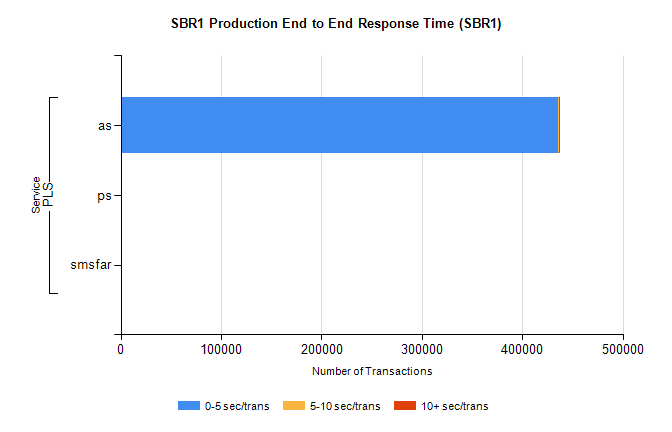 SBR1 Production End to End Response Time (SBR1)
Service
PLS
as
ps
smsfar
0 100000 200000 300000 400000 500000
Number of Transactions
0-5 sec/trans 5-10 sec/trans 10+ sec/trans